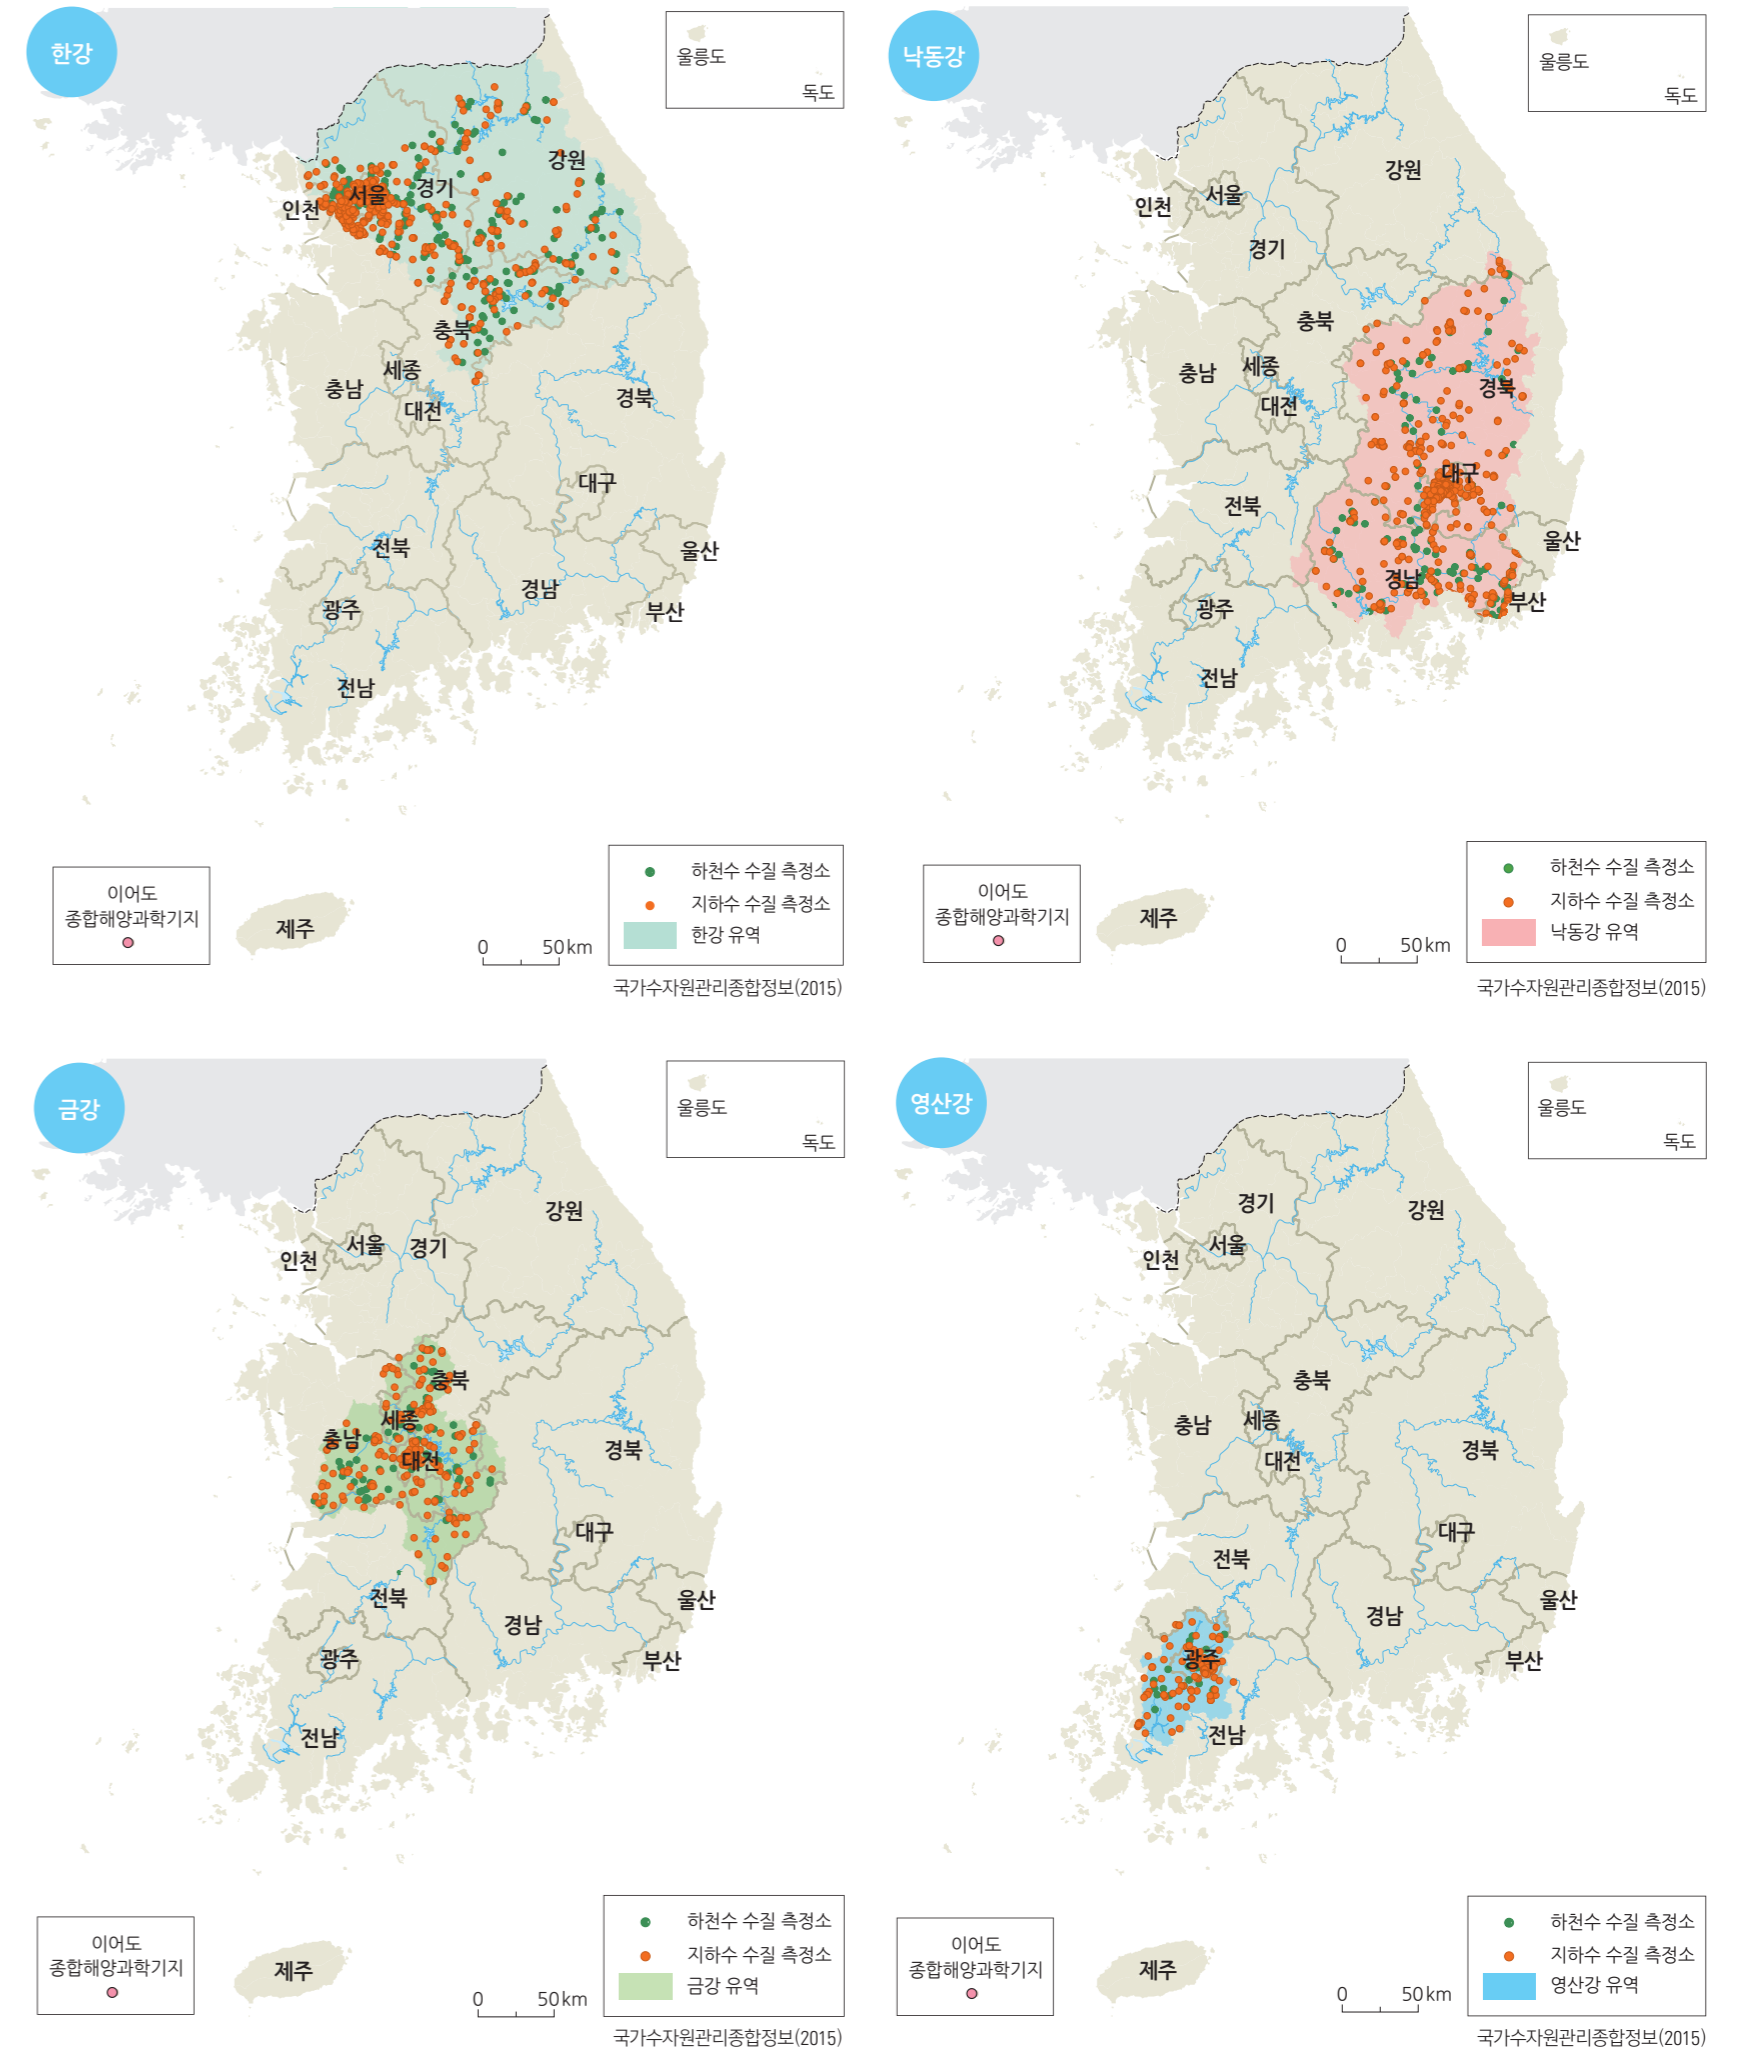 한강
울릉도
독도
강원
서울
경기
인천
충북
세종
충남
대전
경북
대구
전북
울산
경남
광주
부산
전남
이어도
종합해양과학기지
제주
0 50km
하천수 수질 측정소
지하수 수질 측정소
한강 유역
국가수자원관리종합정보(2015)
낙동강
울릉도
독도
강원
서울
인천
경기
충북
세종
충남
경북
대전
대구
전북
울산
경남
부산
광주
전남
이어도
종합해양과학기지
제주
0 50km
하천수 수질 측정소
지하수 수질 측정소
낙동강 유역
국가수자원관리종합정보(2015)
금강
울릉도
독도
강원
서울
경기
인천
충북
세종
충남
경북
대전
대구
전북
울산
경남
광주
부산
전남
이어도
종합해양과학기지
제주
0 50km
하천수 수질 측정소
지하수 수질 측정소
금강 유역
국가수자원관리종합정보(2015)
영산강
울릉도
독도
경기
강원
서울
인천
충북
세종
충남
경북
대전
대구
전북
울산
경남
광주
부산
전남
이어도
종합해양과학기지
제주
0 50km
하천수 수질 측정소
지하수 수질 측정소
영산강 유역
국가수자원관리종합정보(2015)